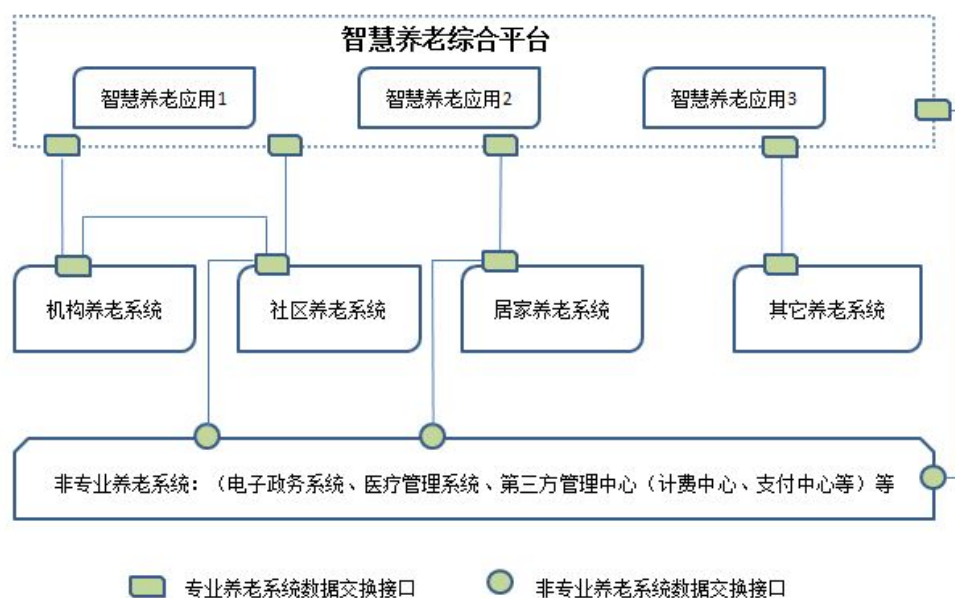 智慧养老综合平台
智慧养老应用1
智慧养老应用2
智慧养老应用3
机构养老系统
社区养老系统
居家养老系统
其它养老系统
非专业养老系统：（电子政务系统、医疗管理系统、第三方管理中心（计费中心、支付中心等）等
专业养老系统数据交换接口
非专业养老系统数据交换接口